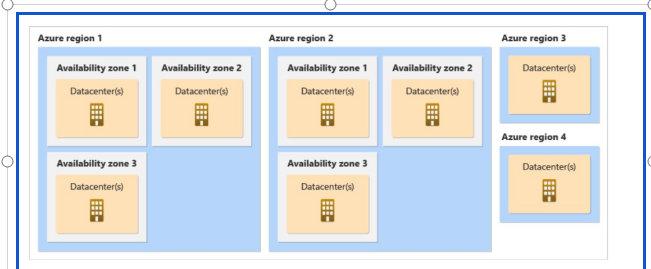 Azure region 1
Availability zone 1
Datacenter(s)
Availability zone 2
Datacenter(s)
Availability zone 3
Datacenter(s)
Azure region 2
Availability zone 1
Datacenter(s)
Availability zone 2
Datacenter(s)
Availability zone 3
Datacenter(s)
Azure region 3
Datacenter(s)
Azure region 4
Datacenter(s)